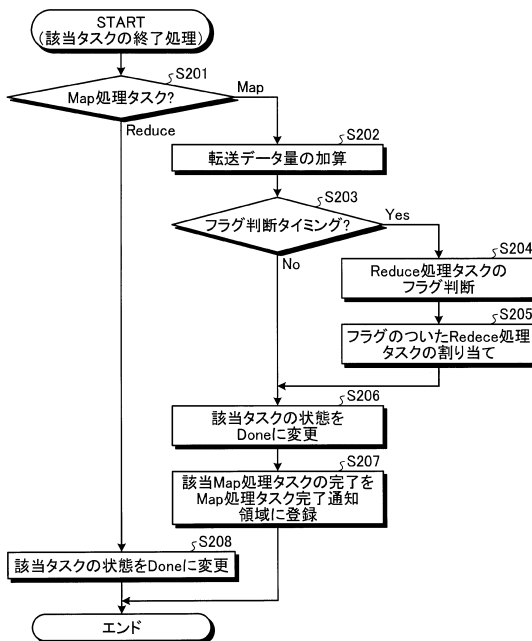 START
(該当タスクの終了処理)
S201
Map処理タスク?
Map
Reduce
S202
転送データ量の加算
S203
フラグ判断タイミング?
Yes
No
S204
Reduce処理タスクの
フラグ判断
S205
フラグのついたRedece処理
タスクの割り当て
S206
該当タスクの状態を
Doneに変更
S207
該当Map処理タスクの完了を
Map処理タスク完了通知
領域に登録
S208
該当タスクの状態をDoneに変更
エンド